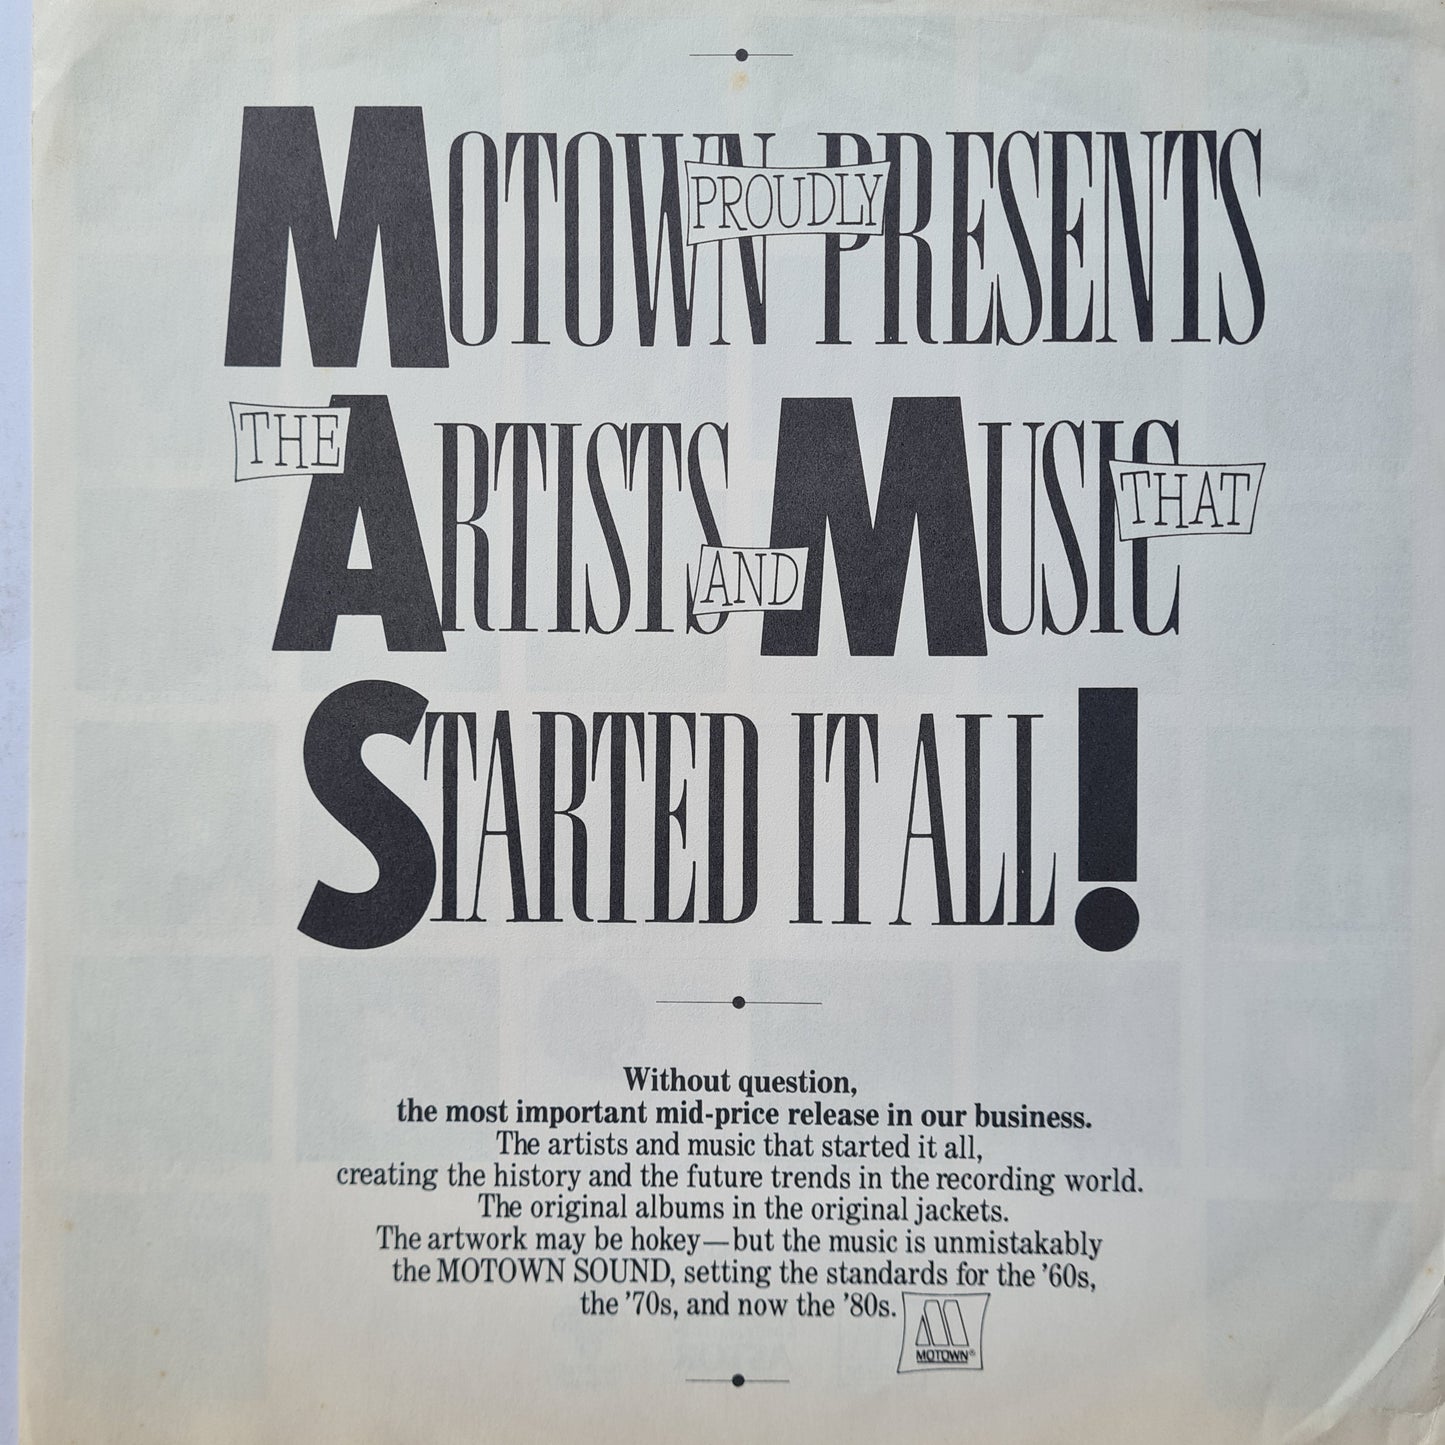 MOTOWN PROUDLY PRESENTS
THE ARTISTS AND MUSIC THAT
STARTED IT ALL!
Without question,
the most important mid-price release in our business.
The artists and music that started it all,
creating the history and the future trends in the recording world.
The original albums in the original jackets.
The artwork may be hokey—but the music is unmistakably
the MOTOWN SOUND, setting the standards for the ’60s,
the ’70s, and now the ’80s.
MOTOWN®